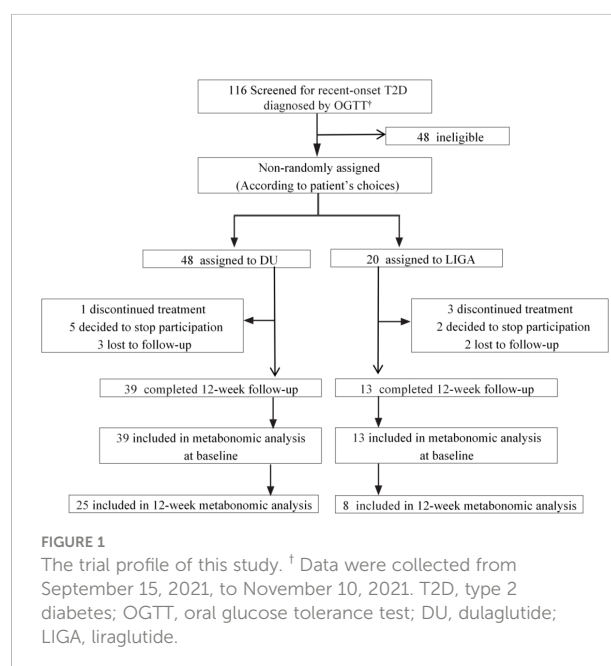 116 Screened for recent-onset T2D
diagnosed by OGTT†
48 ineligible
Non-randomly assigned
(According to patient's choices)
48 assigned to DU
20 assigned to LIGA
1 discontinued treatment
5 decided to stop participation
3 lost to follow-up
3 discontinued treatment
2 decided to stop participation
2 lost to follow-up
39 completed 12-week follow-up
13 completed 12-week follow-up
39 included in metabonomic analysis
at baseline
13 included in metabonomic analysis
at baseline
25 included in 12-week metabonomic analysis
8 included in 12-week metabonomic analysis
FIGURE 1
The trial profile of this study. † Data were collected from
September 15, 2021, to November 10, 2021. T2D, type 2
diabetes; OGTT, oral glucose tolerance test; DU, dulaglutide;
LIGA, liraglutide.